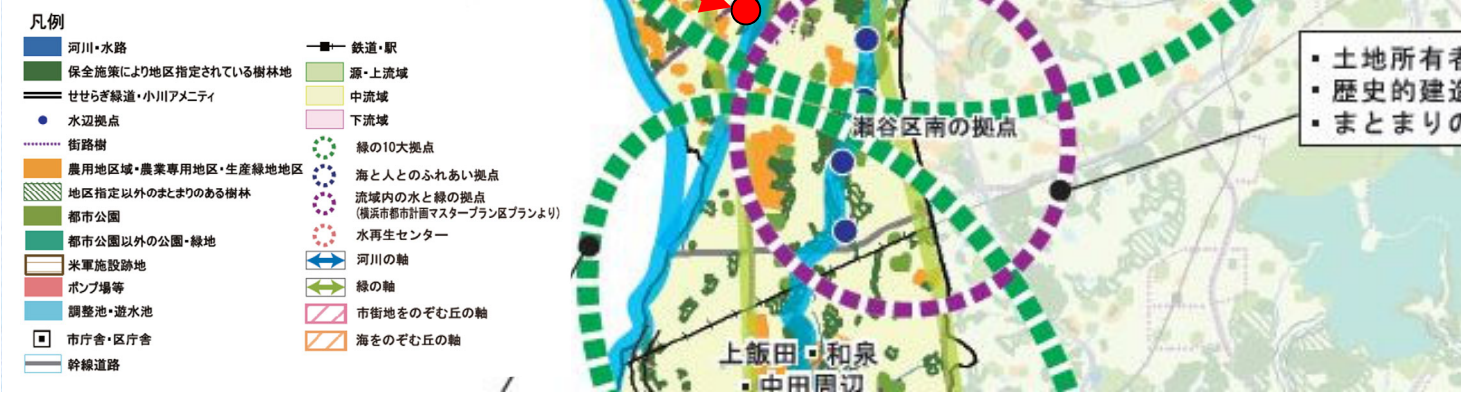 凡例
河川・水路
保全施策により地区指定されている樹林地
せせらぎ緑道・小川アメニティ
水辺拠点
街路樹
農用地区域・農業専用地区・生産緑地地区
地区指定以外のまとまりのある樹林
都市公園
都市公園以外の公園・緑地
米軍施設跡地
ポンプ場等
調整池・遊水池
市庁舎・区庁舎
幹線道路
鉄道・駅
源・上流域
中流域
下流域
緑の10大拠点
海と人とのふれあい拠点
流域内の水と緑の拠点
(横浜市都市計画マスタープラン区プランより)
水再生センター
河川の軸
緑の軸
市街地をのぞむ丘の軸
海をのぞむ丘の軸
瀬谷区南の拠点
上飯田・和泉
・中田周辺
▪ 土地所有者
▪ 歴史的建造
▪ まとまりの